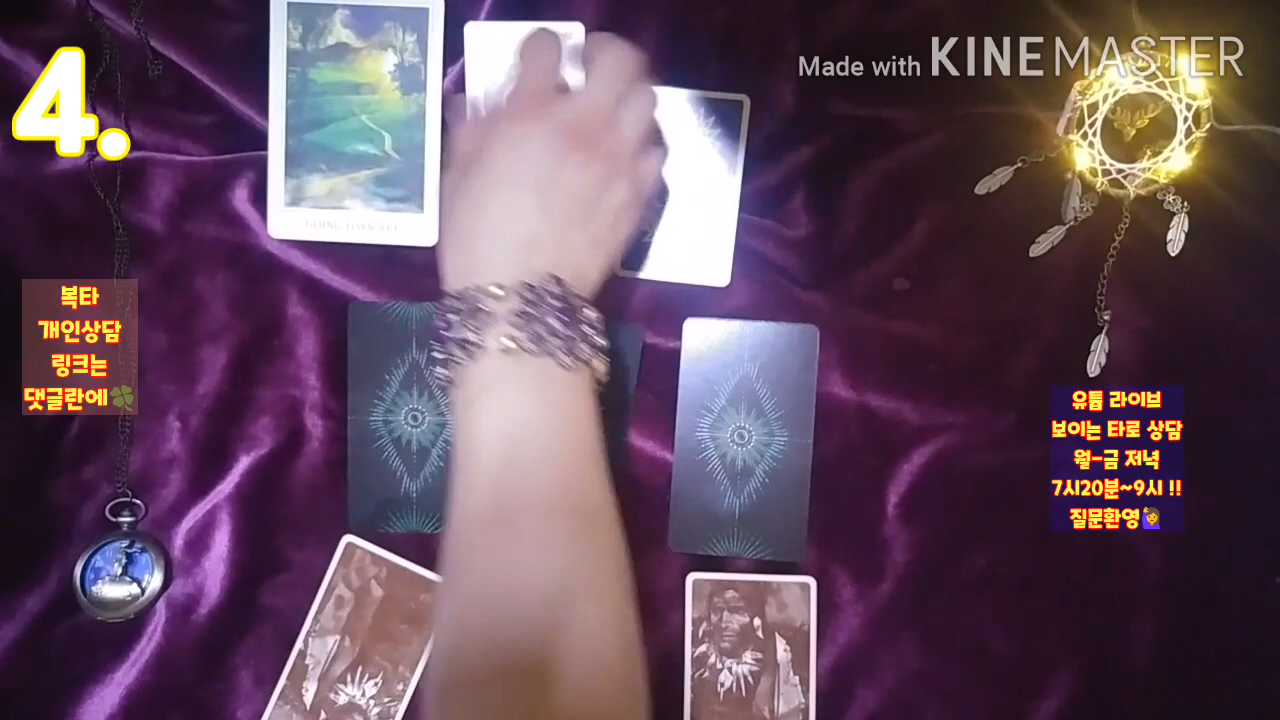 4.
Made with KINEMASTER
복타
개인상담
링크는
댓글란에🍀
유튭 라이브
보이는 타로 상담
월-금 저녁
7시20분~9시 !!
질문환영🙋